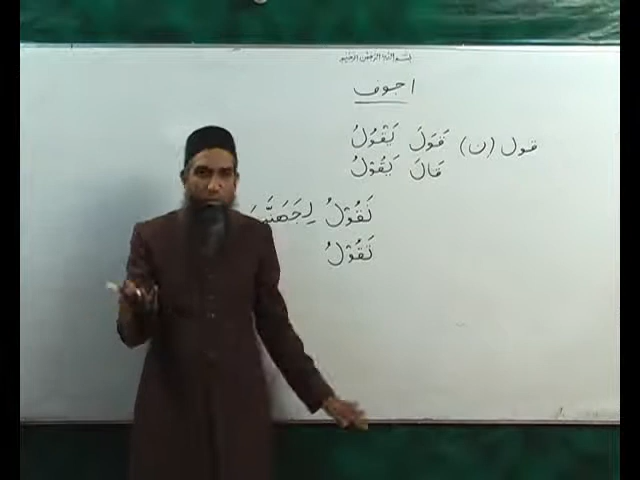 بسم الله الرحمن الرحيم
اجوف
قول (ن) قَوَلَ يَقْوُلُ
قَالَ يَقُوْلُ
نَقُوْلُ لِجَهَنَّمَ
نَقُوْلُ